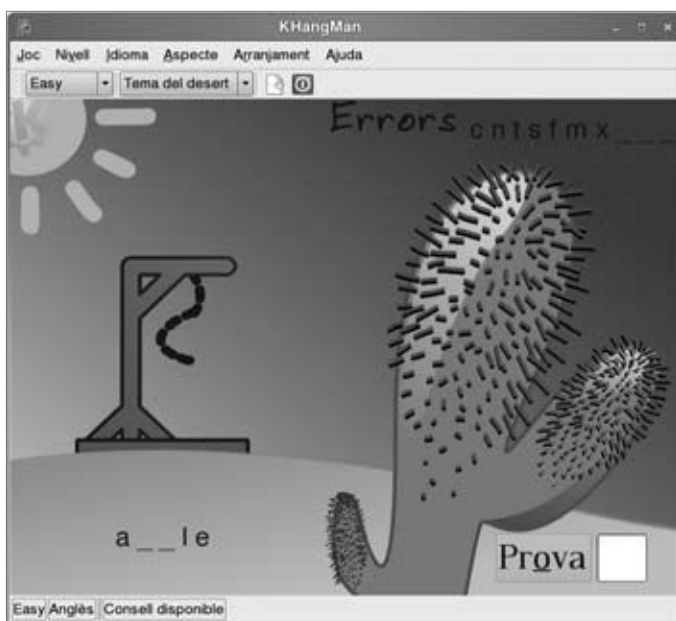 KHangMan
Joc Nivell Idioma Aspecte Arranjament Ajuda
Easy Tema del desert
Errors c n t s f m x _ _ _
a _ _ l e
Prova
Easy Anglès Consell disponible